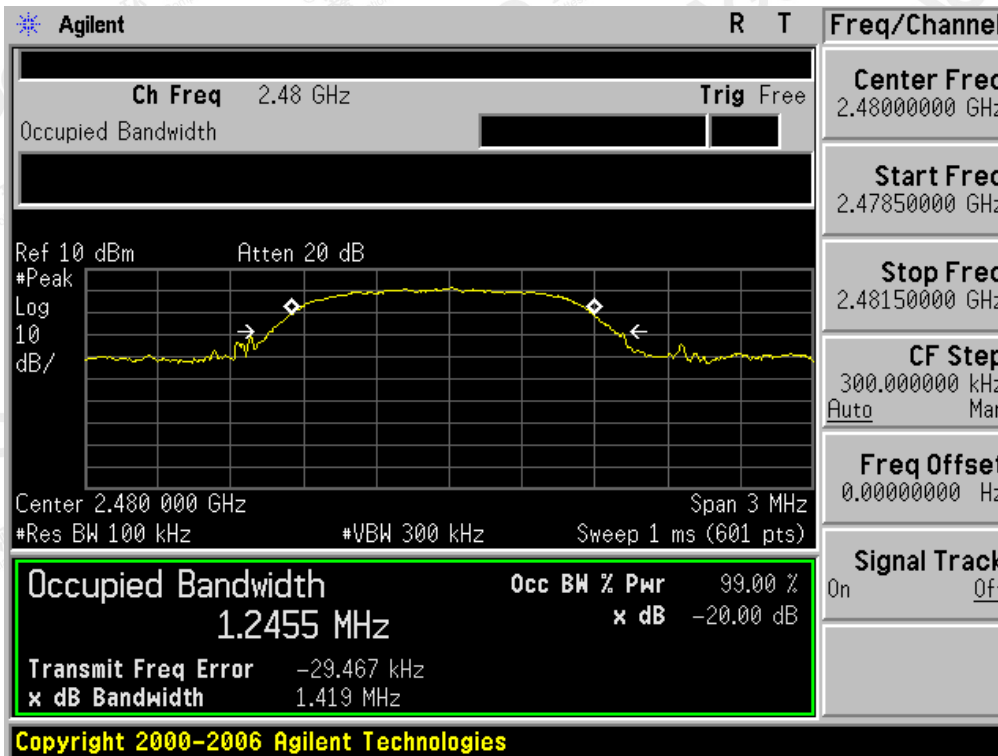 Agilent R T
Freq/Channel
Ch Freq 2.48 GHz Trig Free
Occupied Bandwidth
Center Freq
2.48000000 GHz
Start Freq
2.47850000 GHz
Stop Freq
2.48150000 GHz
CF Step
300.000000 kHz
Auto Man
Freq Offset
0.00000000 Hz
Signal Track
On Off
Ref 10 dBm Atten 20 dB
#Peak
Log
10
dB/
Center 2.480 000 GHz Span 3 MHz
#Res BW 100 kHz #VBW 300 kHz Sweep 1 ms (601 pts)
Occupied Bandwidth
1.2455 MHz
Occ BW % Pwr 99.00 %
x dB -20.00 dB
Transmit Freq Error -29.467 kHz
x dB Bandwidth 1.419 MHz
Copyright 2000-2006 Agilent Technologies